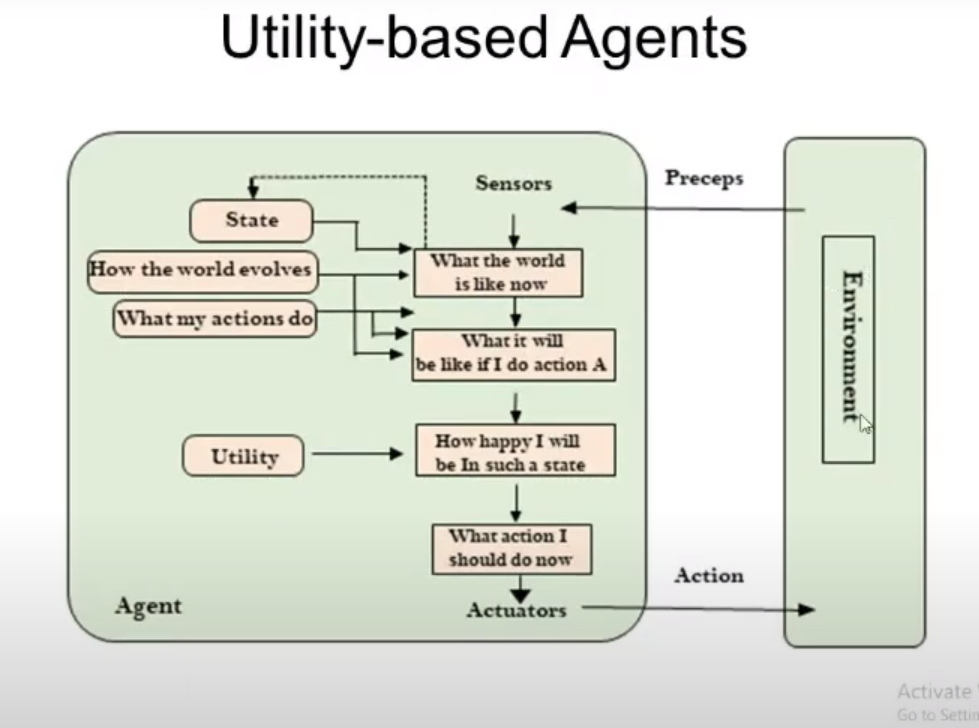 Utility-based Agents
Sensors
Preceps
State
How the world evolves
What my actions do
What the world
is like now
What it will
be like if I do action A
Utility
How happy I will
be In such a state
What action I
should do now
Agent
Actuators
Action
Environment
Activate
Go to Settin